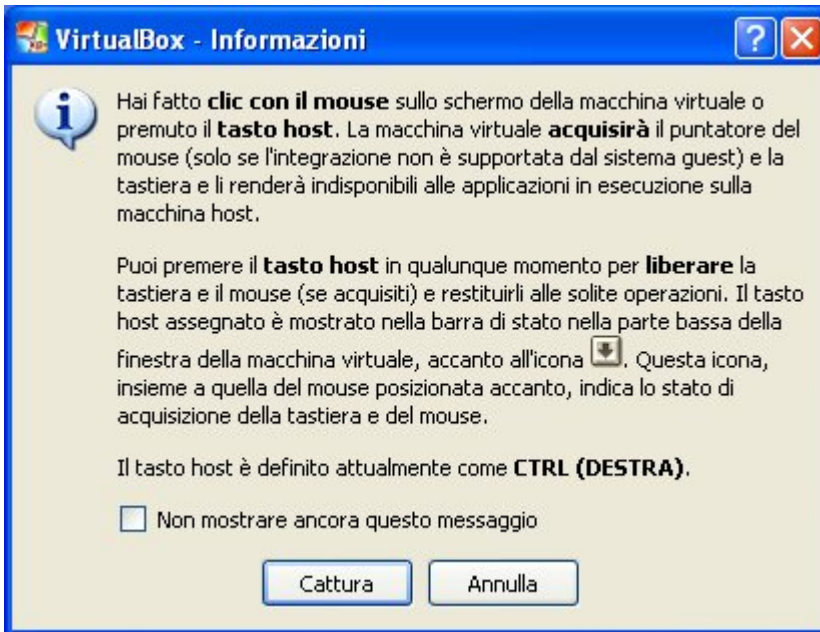 VirtualBox - Informazioni
Hai fatto clic con il mouse sullo schermo della macchina virtuale o
premuto il tasto host. La macchina virtuale acquisirà il puntatore del
mouse (solo se l'integrazione non è supportata dal sistema guest) e la
tastiera e li renderà indisponibili alle applicazioni in esecuzione sulla
macchina host.
Puoi premere il tasto host in qualunque momento per liberare la
tastiera e il mouse (se acquisiti) e restituirli alle solite operazioni. Il tasto
host assegnato è mostrato nella barra di stato nella parte bassa della
finestra della macchina virtuale, accanto all'icona . Questa icona,
insieme a quella del mouse posizionata accanto, indica lo stato di
acquisizione della tastiera e del mouse.
Il tasto host è definito attualmente come CTRL (DESTRA).
Non mostrare ancora questo messaggio
Cattura Annulla